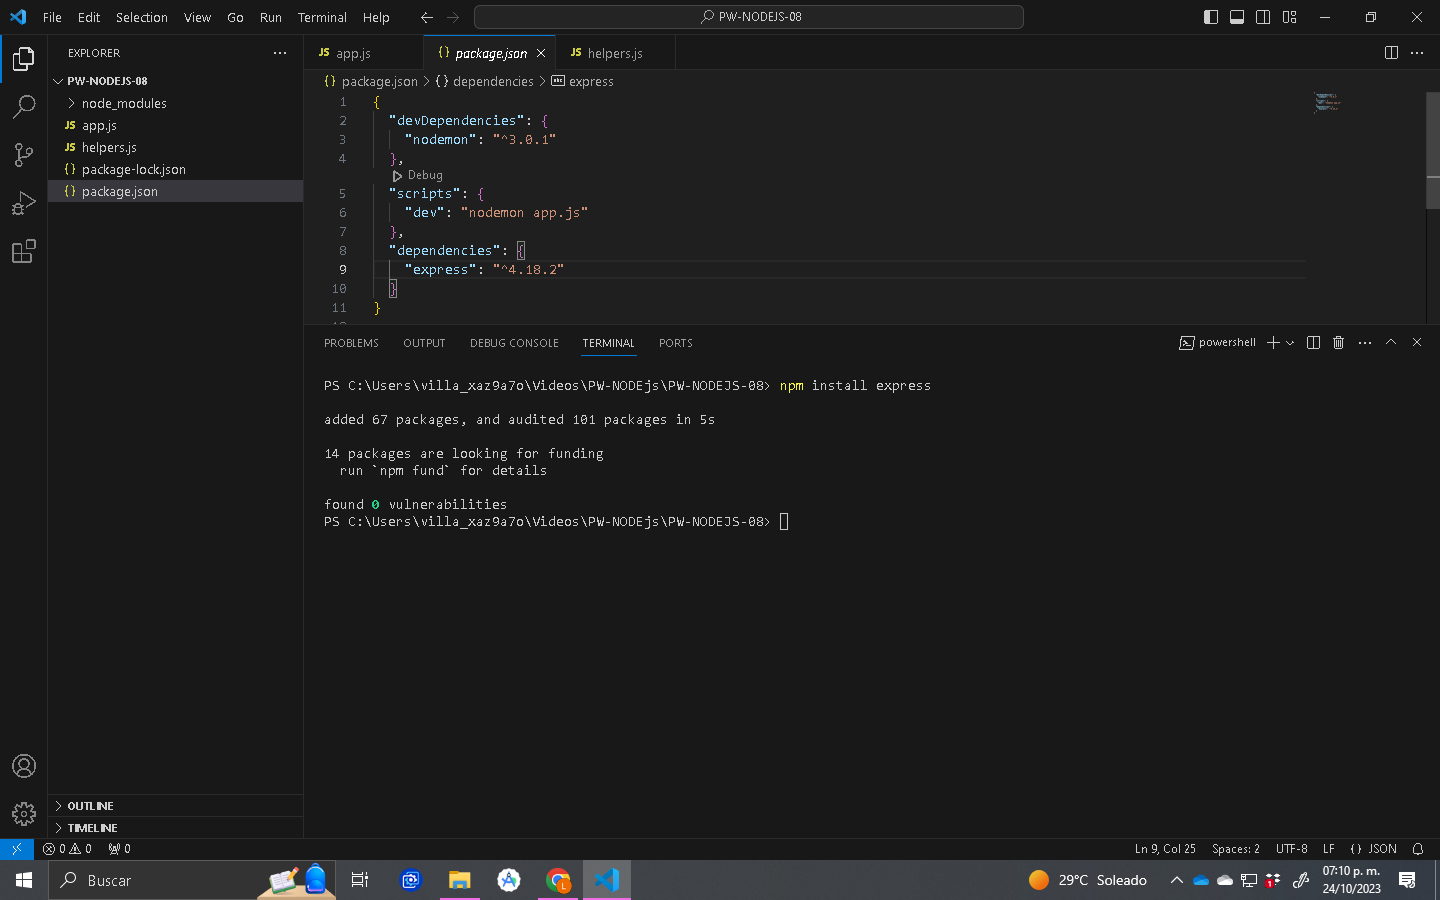 File Edit Selection View Go Run Terminal Help
PW-NODEJS-08
EXPLORER
PW-NODEJS-08
node_modules
JS app.js
JS helpers.js
{} package-lock.json
{} package.json
OUTLINE
TIMELINE
JS app.js
{} package.json
JS helpers.js
{} package.json > {} dependencies > abc express
1 {
2 "devDependencies": {
3 "nodemon": "^3.0.1"
4 },
Debug
5 "scripts": {
6 "dev": "nodemon app.js"
7 },
8 "dependencies": {
9 "express": "^4.18.2"
10 }
11 }
12
PROBLEMS OUTPUT DEBUG CONSOLE TERMINAL PORTS
powershell
PS C:\Users\villa_xaz9a7o\Videos\PW-NODEjs\PW-NODEJS-08> npm install express
added 67 packages, and audited 101 packages in 5s
14 packages are looking for funding
run `npm fund` for details
found 0 vulnerabilities
PS C:\Users\villa_xaz9a7o\Videos\PW-NODEjs\PW-NODEJS-08>
0 0 0
Ln 9, Col 25 Spaces: 2 UTF-8 LF {} JSON
Buscar
L
29°C Soleado
1
07:10 p. m.
24/10/2023